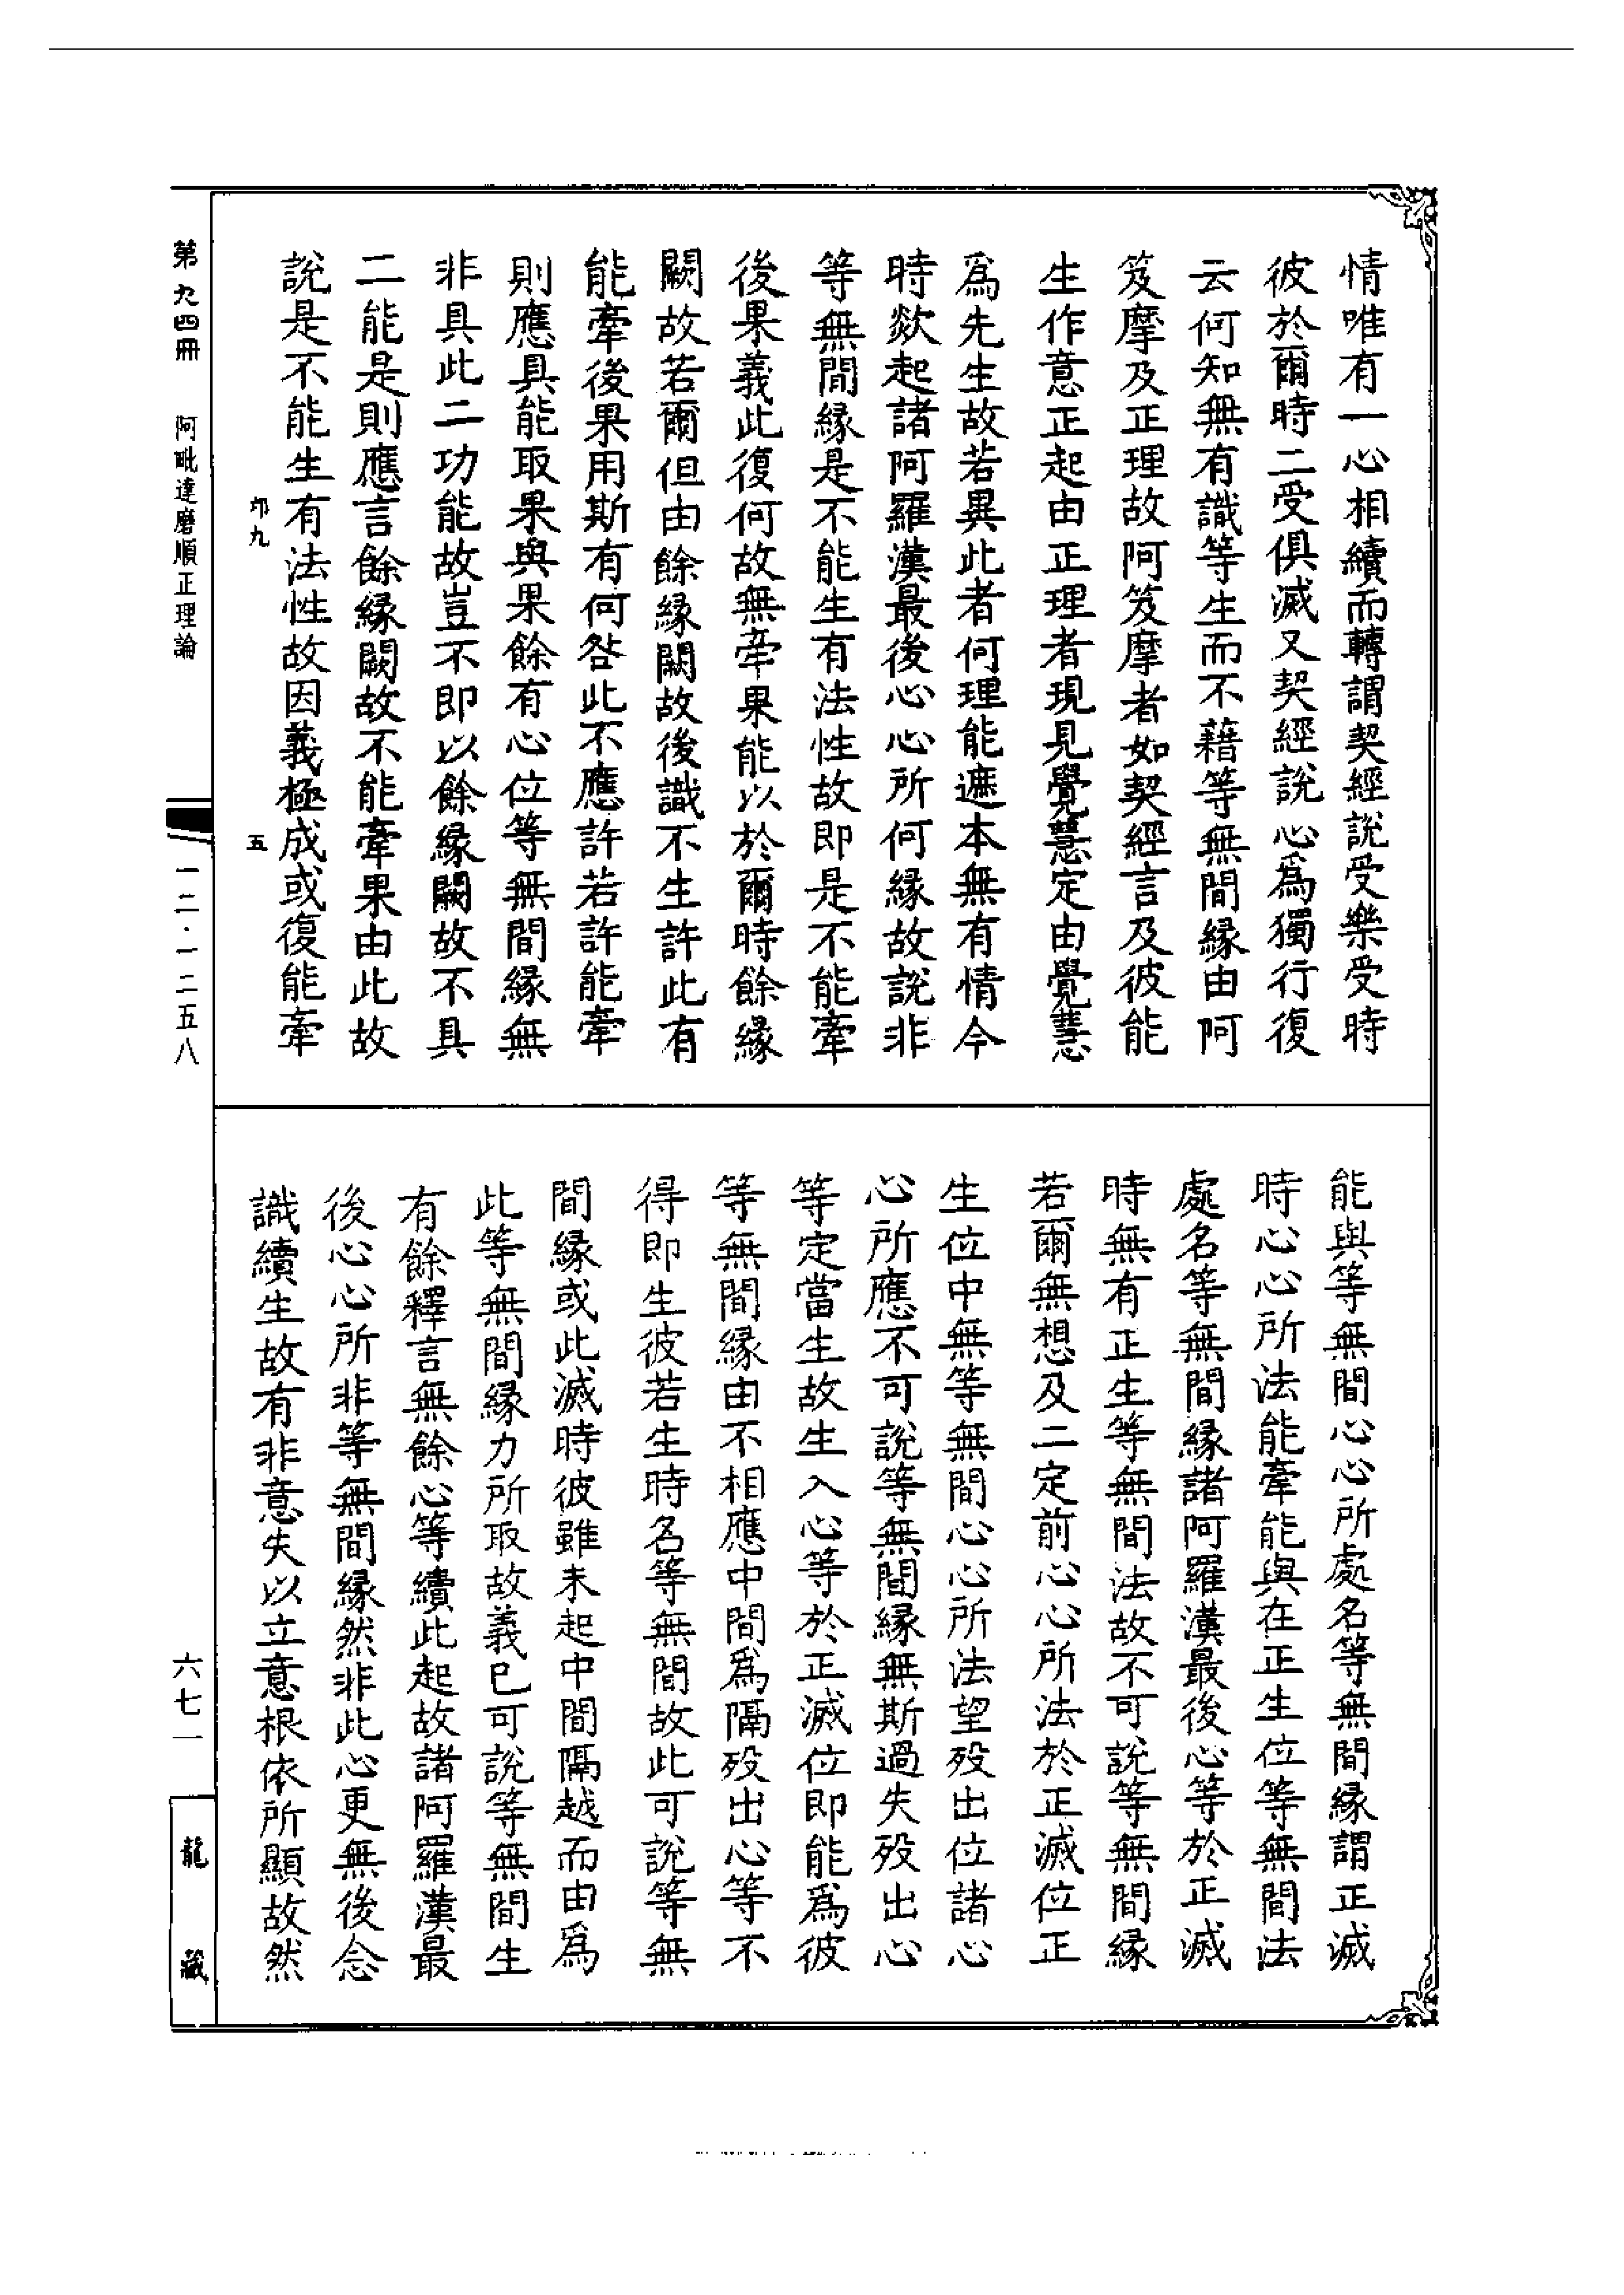 情唯有一心相續而轉謂契經說受樂受時
彼於爾時二受俱滅又契經說心爲獨行復
云何知無有識等生而不藉等無間緣由阿
笈摩及正理故阿笈摩者如契經言及彼能
生作意正起由正理者現見覺慧定由覺慧
爲先生故若異此者何理能遮本無有情今
時欻起諸阿羅漢最後心心所何緣故說非
等無間緣是不能生有法性故即是不能牽
後果義此復何故無牽果能以於爾時餘緣
闕故若爾但由餘緣闕故後識不生許此有
能牽後果用斯有何咎此不應許若許能牽
則應具能取果與果餘有心位等無間緣無
非具此二功能故豈不即以餘緣闕故不具
二能是則應言餘緣闕故不能牽果由此故
說是不能生有法性故因義極成或復能牽
卭九
五
能與等無間心心所處名等無間緣謂正滅
時心心所法能牽能與在正生位等無間法
處名等無間緣諸阿羅漢最後心等於正滅
時無有正生等無間法故不可說等無間緣
若爾無想及二定前心心所法於正滅位正
生位中無等無間心心所法望歿出位諸心
心所應不可說等無間緣無斯過失歿出心
等定當生故生入心等於正滅位即能爲彼
等無間緣由不相應中間爲隔歿出心等不
得即生彼若生時名等無間故此可說等無
間緣或此滅時彼雖未起中間隔越而由爲
此等無間緣力所取故義已可說等無間生
有餘釋言無餘心等續此起故諸阿羅漢最
後心心所非等無間緣然非此心更無後念
識續生故有非意失以立意根依所顯故然
第九四冊
阿毗達磨順正理論
一二·一二五八
六七一
龍藏